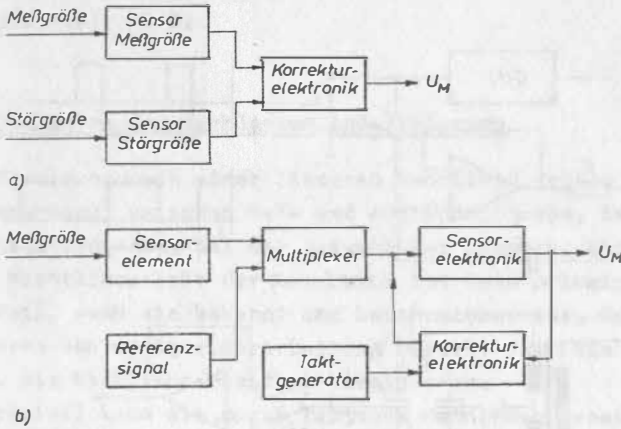 Meßgröße
Sensor
Meßgröße
Korrektur-
elektronik
U_M
Störgröße
Sensor
Störgröße
a)
Meßgröße
Sensor-
element
Multiplexer
Sensor-
elektronik
U_M
Referenz-
signal
Takt-
generator
Korrektur-
elektronik
b)